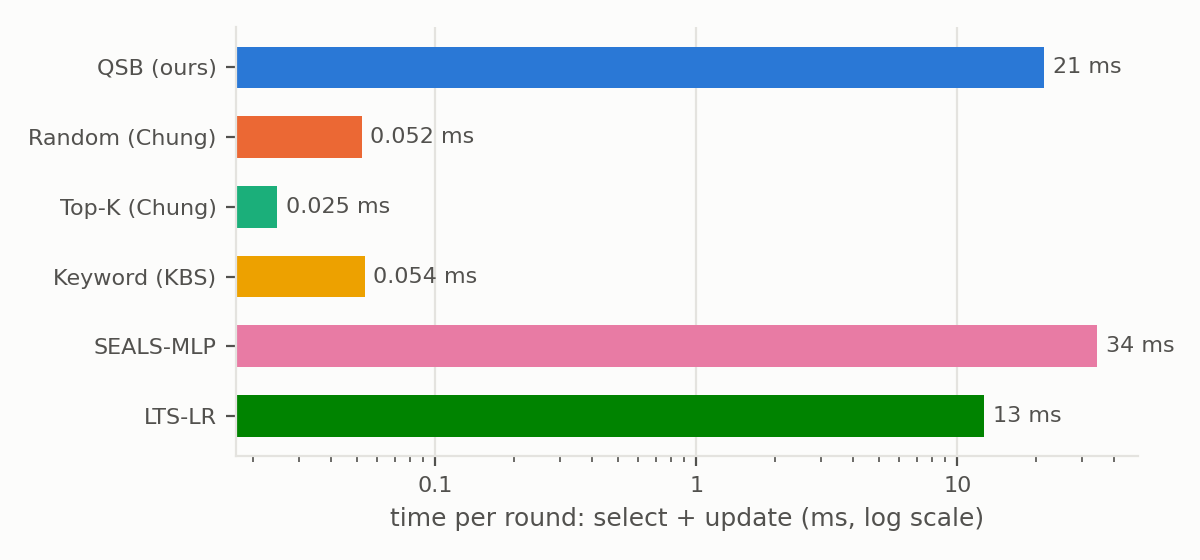 QSB (ours)
21 ms
Random (Chung)
0.052 ms
Top-K (Chung)
0.025 ms
Keyword (KBS)
0.054 ms
SEALS-MLP
34 ms
LTS-LR
13 ms
0.1
1
10
time per round: select + update (ms, log scale)